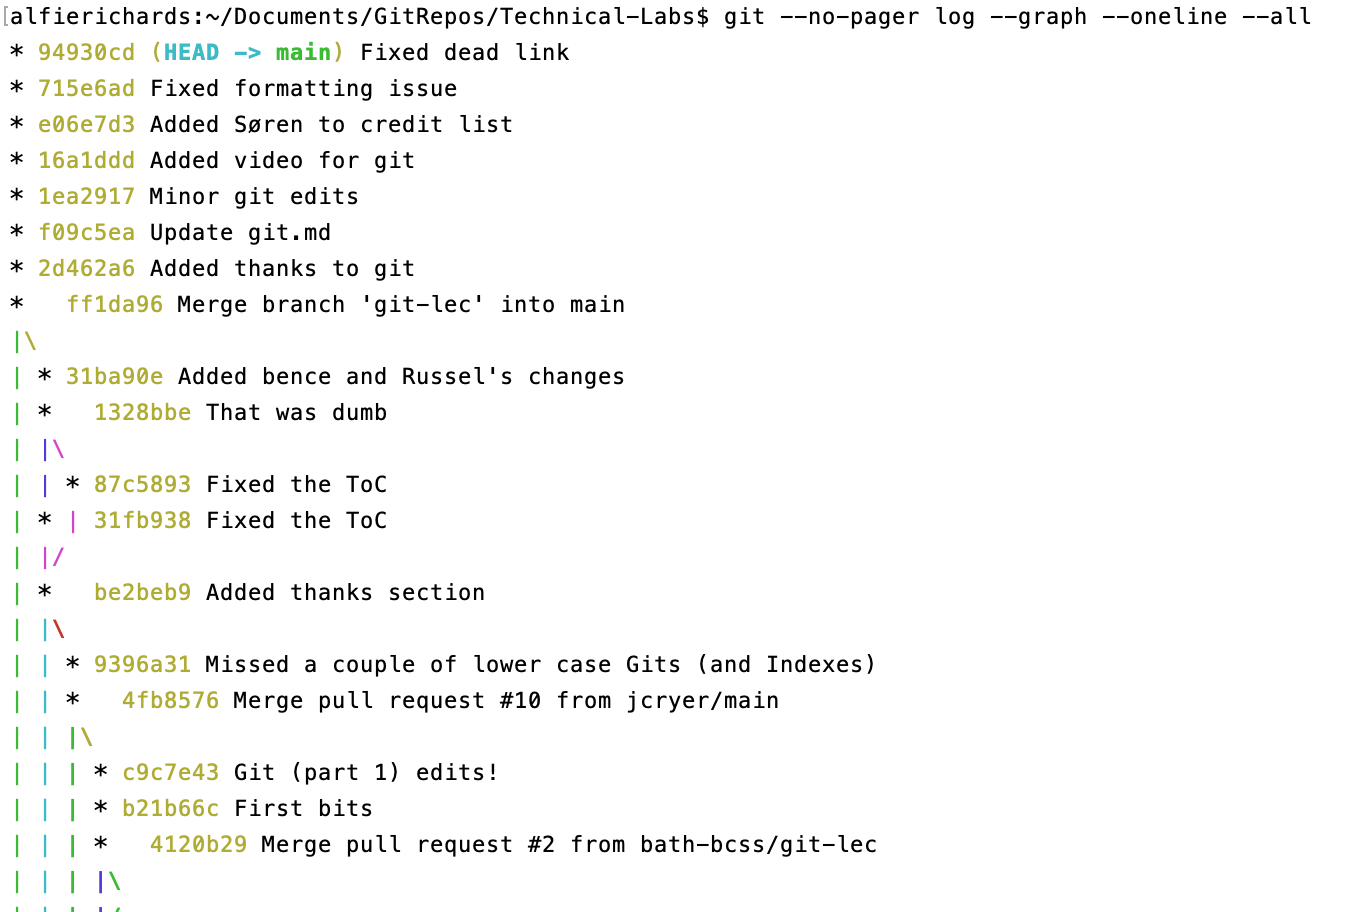 alfierichards:~/Documents/GitRepos/Technical-Labs$ git --no-pager log --graph --oneline --all
* 94930cd (HEAD -> main) Fixed dead link
* 715e6ad Fixed formatting issue
* e06e7d3 Added Søren to credit list
* 16a1ddd Added video for git
* 1ea2917 Minor git edits
* f09c5ea Update git.md
* 2d462a6 Added thanks to git
*   ff1da96 Merge branch 'git-lec' into main
|\
| * 31ba90e Added bence and Russel's changes
| *   1328bbe That was dumb
| |\
| | * 87c5893 Fixed the ToC
| * | 31fb938 Fixed the ToC
| |/
| *   be2beb9 Added thanks section
| |\
| | * 9396a31 Missed a couple of lower case Gits (and Indexes)
| | *   4fb8576 Merge pull request #10 from jcryer/main
| | |\
| | | * c9c7e43 Git (part 1) edits!
| | | * b21b66c First bits
| | | *   4120b29 Merge pull request #2 from bath-bcss/git-lec
| | | |\
| | | |/